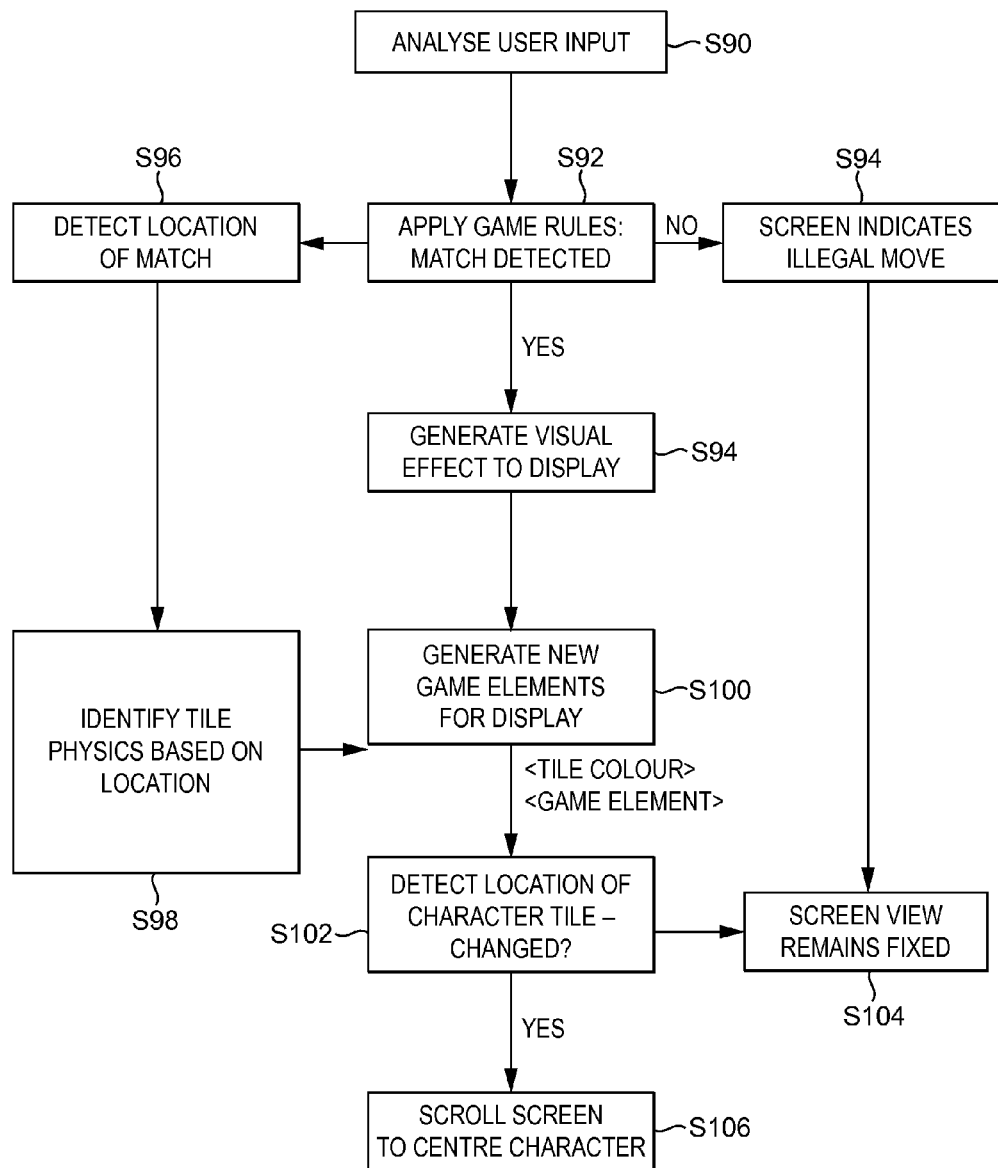 ANALYSE USER INPUT
S90
S96
S92
S94
DETECT LOCATION
OF MATCH
APPLY GAME RULES:
MATCH DETECTED
NO
SCREEN INDICATES
ILLEGAL MOVE
YES
GENERATE VISUAL
EFFECT TO DISPLAY
S94
IDENTIFY TILE
PHYSICS BASED ON
LOCATION
S98
GENERATE NEW
GAME ELEMENTS
FOR DISPLAY
S100
<TILE COLOUR>
<GAME ELEMENT>
S102
DETECT LOCATION OF
CHARACTER TILE –
CHANGED?
SCREEN VIEW
REMAINS FIXED
S104
YES
SCROLL SCREEN
TO CENTRE CHARACTER
S106